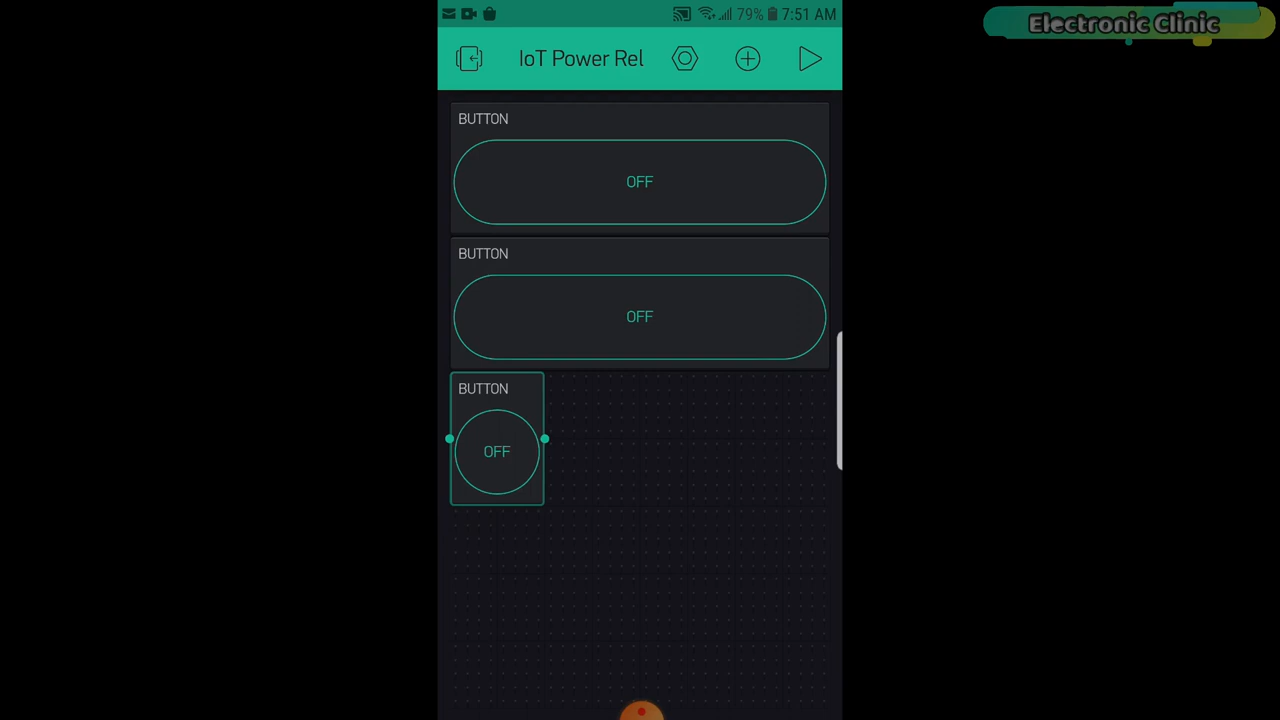 79% 7:51 AM
Electronic Clinic
IoT Power Rel
BUTTON
OFF
BUTTON
OFF
BUTTON
OFF